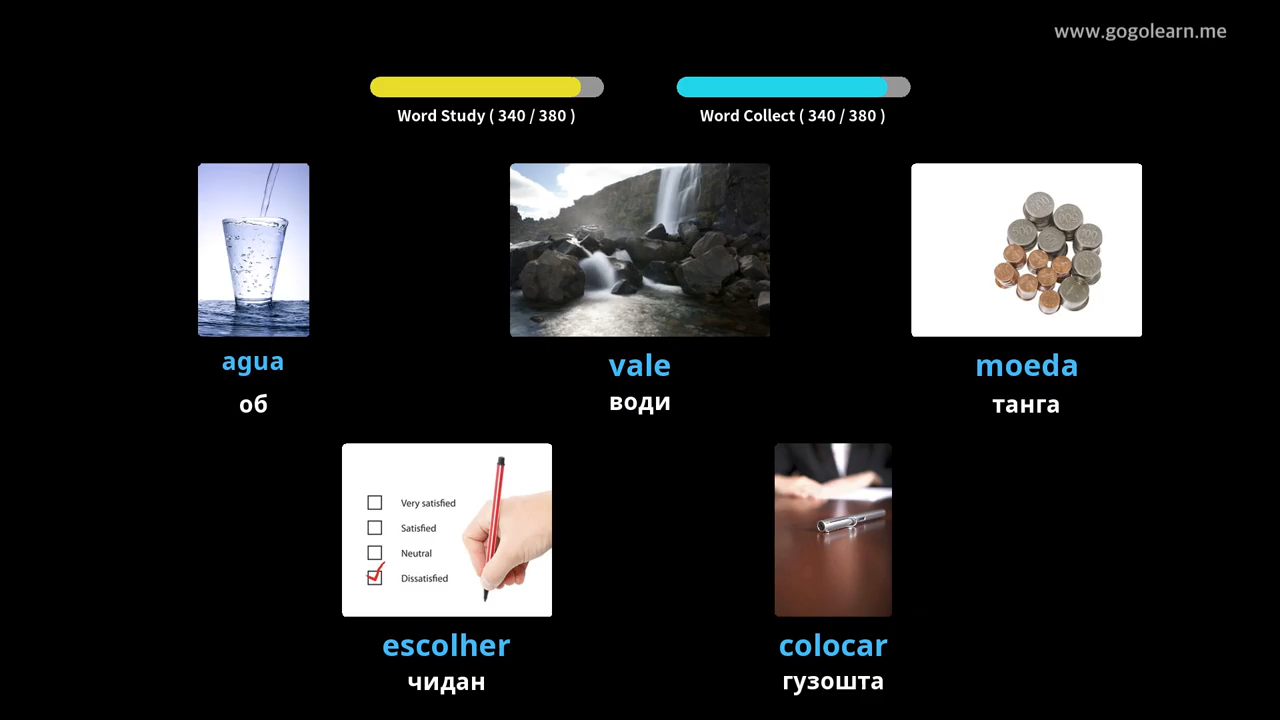 www.gogolearn.me
Word Study ( 340 / 380 )
Word Collect ( 340 / 380 )
agua
об
vale
води
moeda
танга
Very satisfied
Satisfied
Neutral
Dissatisfied
escolher
чидан
colocar
гузошта